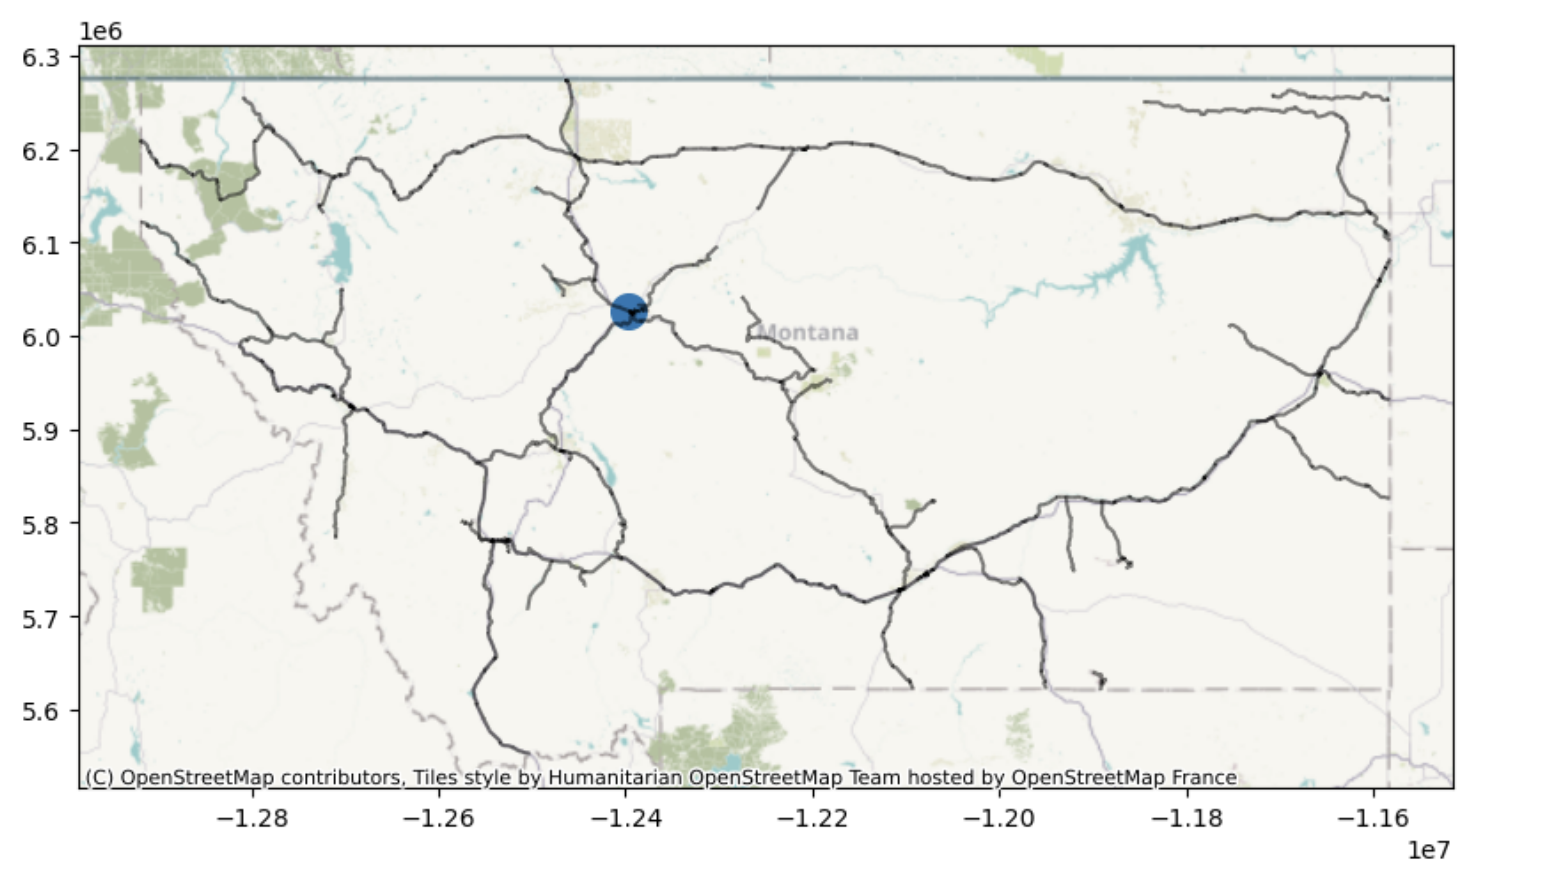 1e6
6.3
6.2
6.1
6.0
5.9
5.8
5.7
5.6
Montana
(C) OpenStreetMap contributors, Tiles style by Humanitarian OpenStreetMap Team hosted by OpenStreetMap France
−1.28 −1.26 −1.24 −1.22 −1.20 −1.18 −1.16
1e7